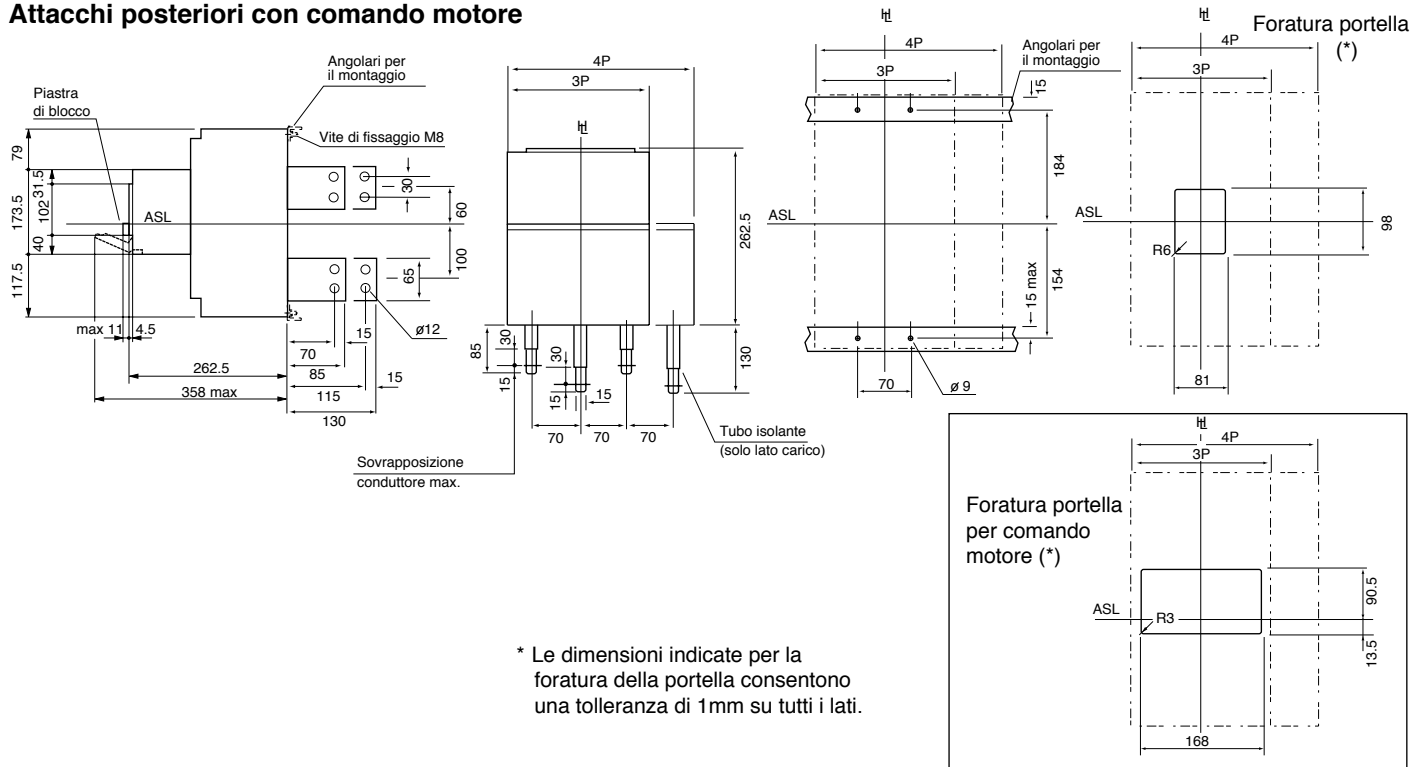 Attacchi posteriori con comando motore
Angolari per
il montaggio
Piastra
di blocco
Vite di fissaggio M8
79
173.5
117.5
31.5
102
40
ASL
30
60
100
65
max 11
4.5
15
ø12
70
85
15
262.5
358 max
115
130
4P
3P
HL
262.5
85
30
15
30
15
15
130
70
70
70
Tubo isolante
(solo lato carico)
Sovrapposizione
conduttore max.
HL
4P
3P
Angolari per
il montaggio
15
184
ASL
154
15 max
70
ø 9
HL
Foratura portella
(*)
4P
3P
ASL
98
R6
81
HL
4P
3P
Foratura portella
per comando
motore (*)
ASL
R3
90.5
13.5
168
* Le dimensioni indicate per la
foratura della portella consentono
una tolleranza di 1mm su tutti i lati.